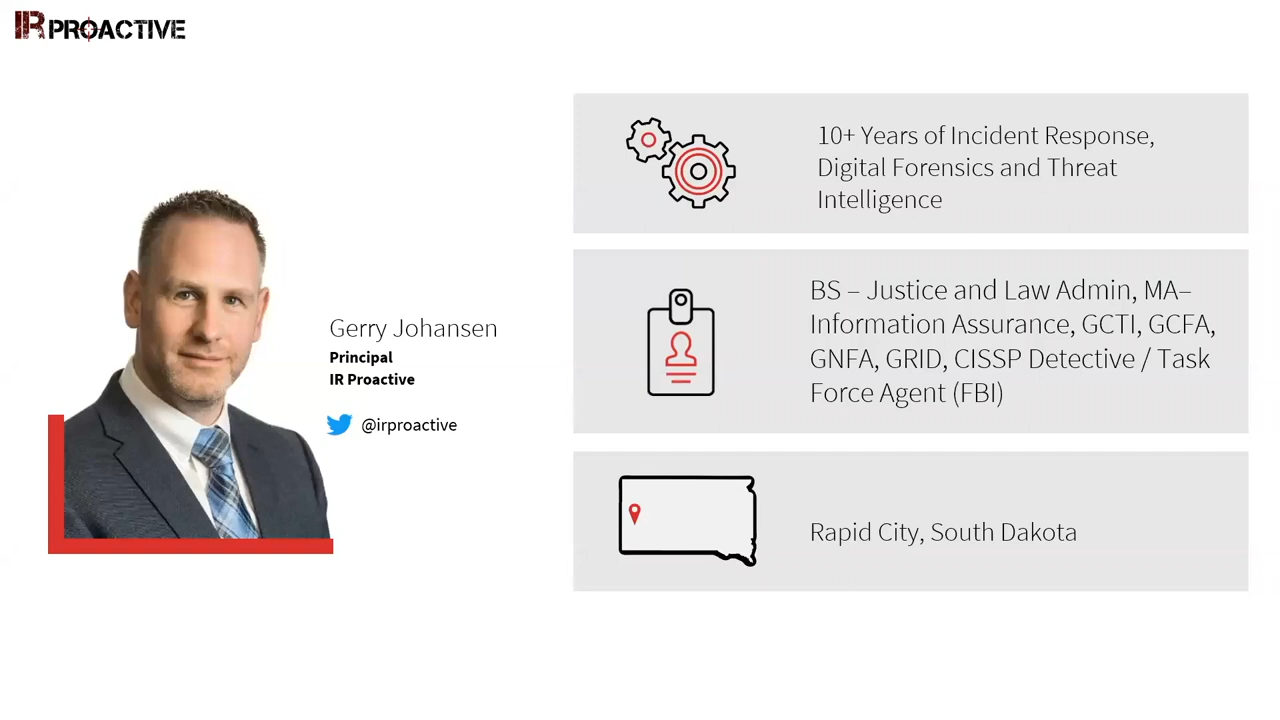 IR PROACTIVE
Gerry Johansen
Principal
IR Proactive
@irproactive
10+ Years of Incident Response,
Digital Forensics and Threat
Intelligence
BS – Justice and Law Admin, MA–
Information Assurance, GCTI, GCFA,
GNFA, GRID, CISSP Detective / Task
Force Agent (FBI)
Rapid City, South Dakota